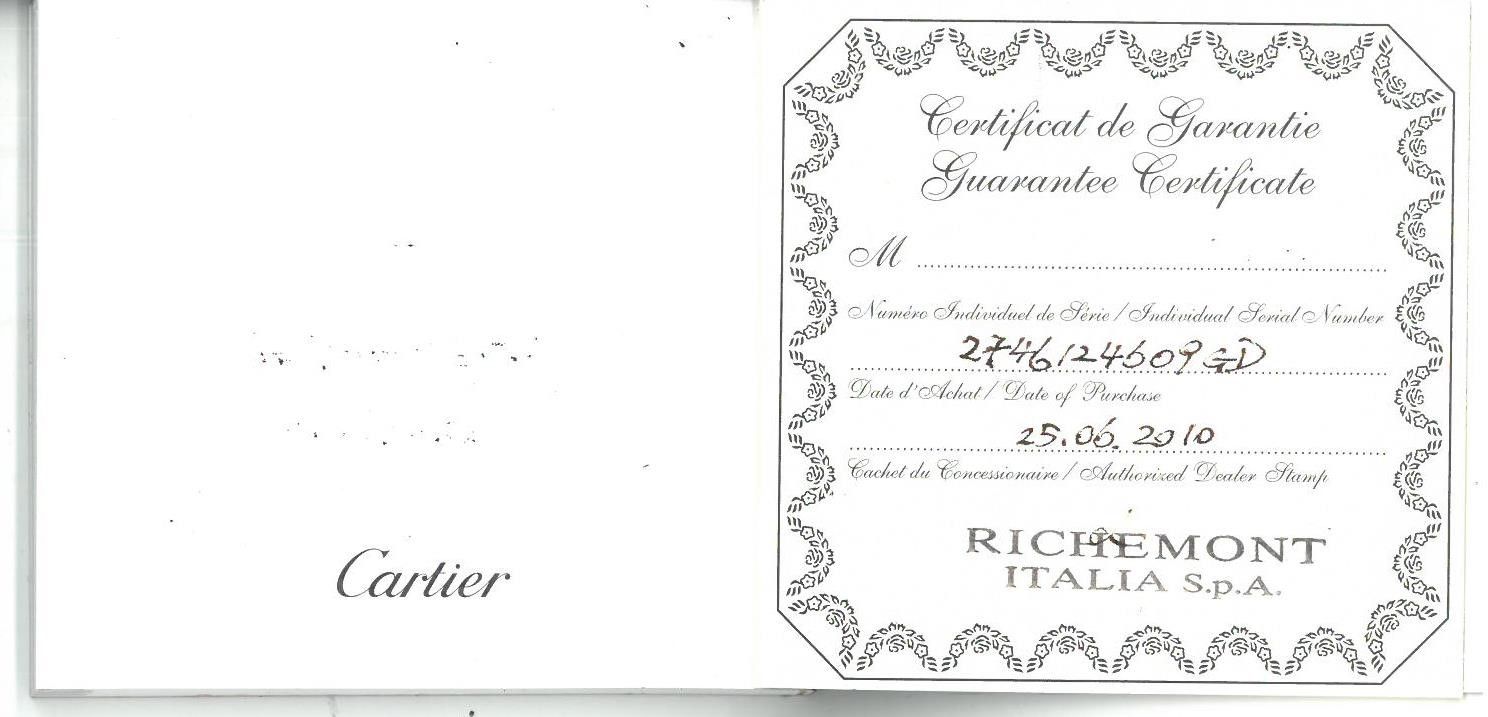 Cartier
Certificat de Garantie
Guarantee Certificate
M
Numéro Individuel de Série / Individual Serial Number
2746124509GD
Date d'Achat / Date of Purchase
25.06.2010
Cachet du Concessionaire / Authorized Dealer Stamp
RICHEMONT
ITALIA S.p.A.